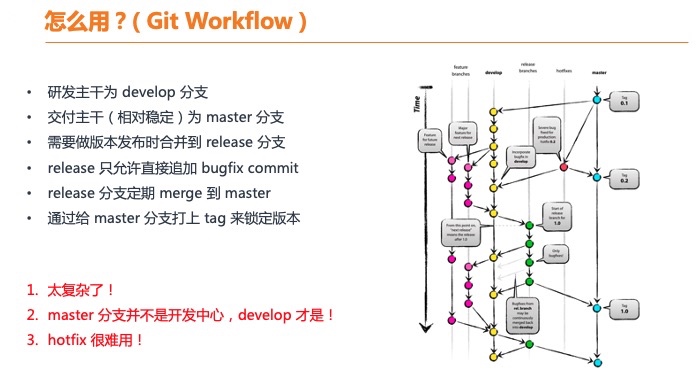 怎么用？（Git Workflow）
研发主干为 develop 分支
交付主干（相对稳定）为 master 分支
需要做版本发布时合并到 release 分支
release 只允许直接追加 bugfix commit
release 分支定期 merge 到 master
通过给 master 分支打上 tag 来锁定版本
1. 太复杂了！
2. master 分支并不是开发中心，develop 才是！
3. hotfix 很难用！
feature
branches
develop
release
branches
hotfixes
master
Time
Tag
0.1
Feature
for future
release
Major
feature for
next release
Incorporate
bugfix in
develop
Severe bug
fixed for
production:
hotfix 0.2
Tag
0.2
From this point on,
"next release"
means the release
after 1.0
Start of
release
branch for
1.0
Only
bugfixes!
Bugfixes from
rel. branch
may be
continuously
merged back
into develop
Tag
1.0